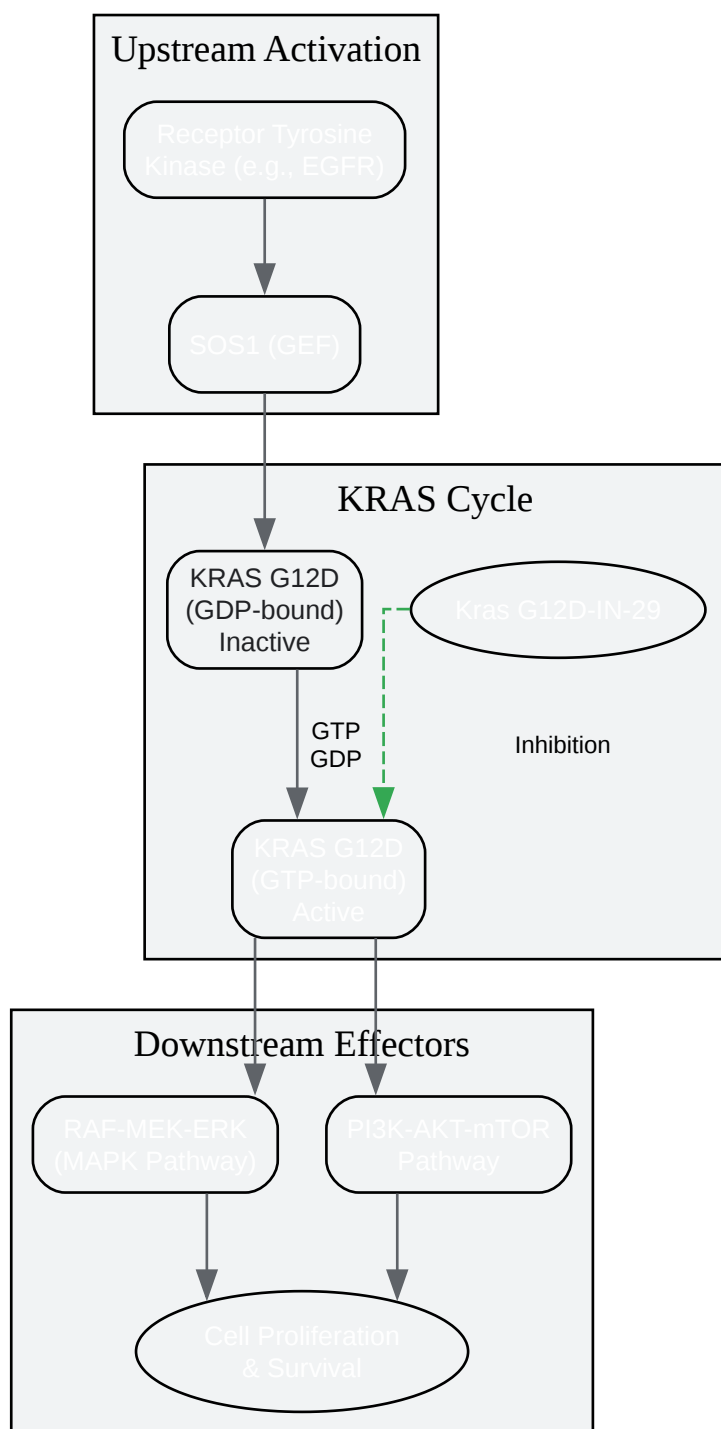 Upstream Activation
Receptor Tyrosine
Kinase (e.g., EGFR)
SOS1 (GEF)
KRAS Cycle
KRAS G12D
(GDP-bound)
Inactive
Kras G12D-IN-29
GTP
GDP
Inhibition
KRAS G12D
(GTP-bound)
Active
Downstream Effectors
RAF-MEK-ERK
(MAPK Pathway)
PI3K-AKT-mTOR
Pathway
Cell Proliferation
& Survival